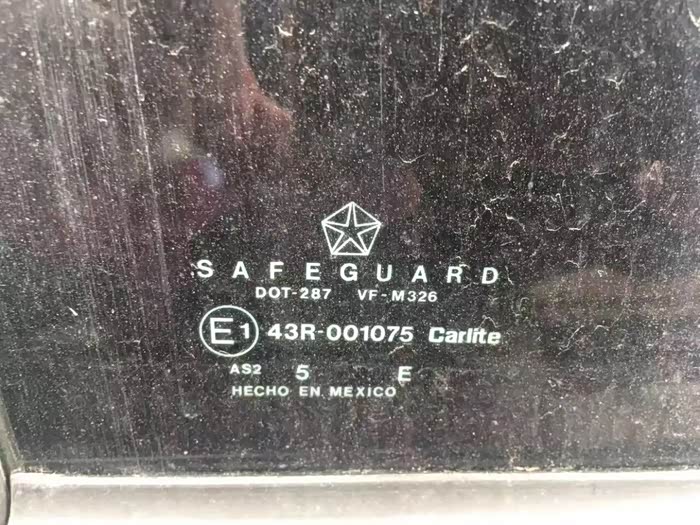 SAFEGUARD
DOT-287 VF-M326
E1 43R-001075 Carlite
AS2 5 E
HECHO EN MEXICO